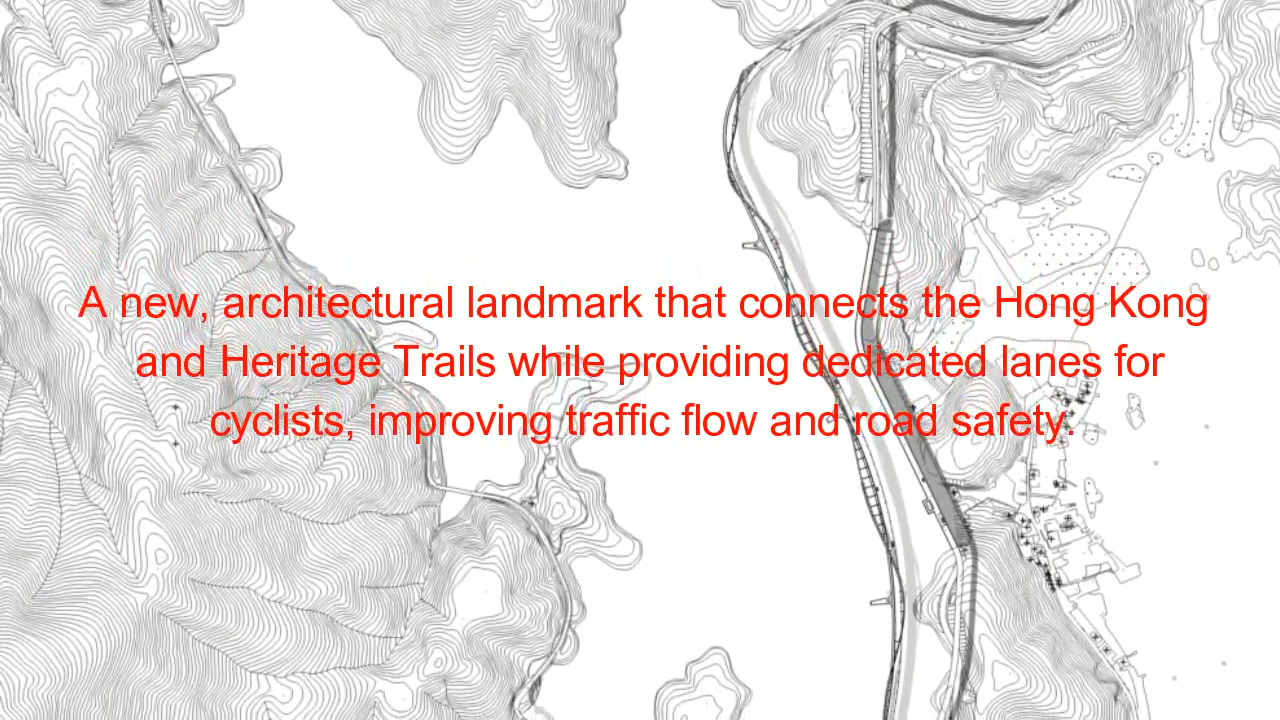 A new, architectural landmark that connects the Hong Kong
and Heritage Trails while providing dedicated lanes for
cyclists, improving traffic flow and road safety.